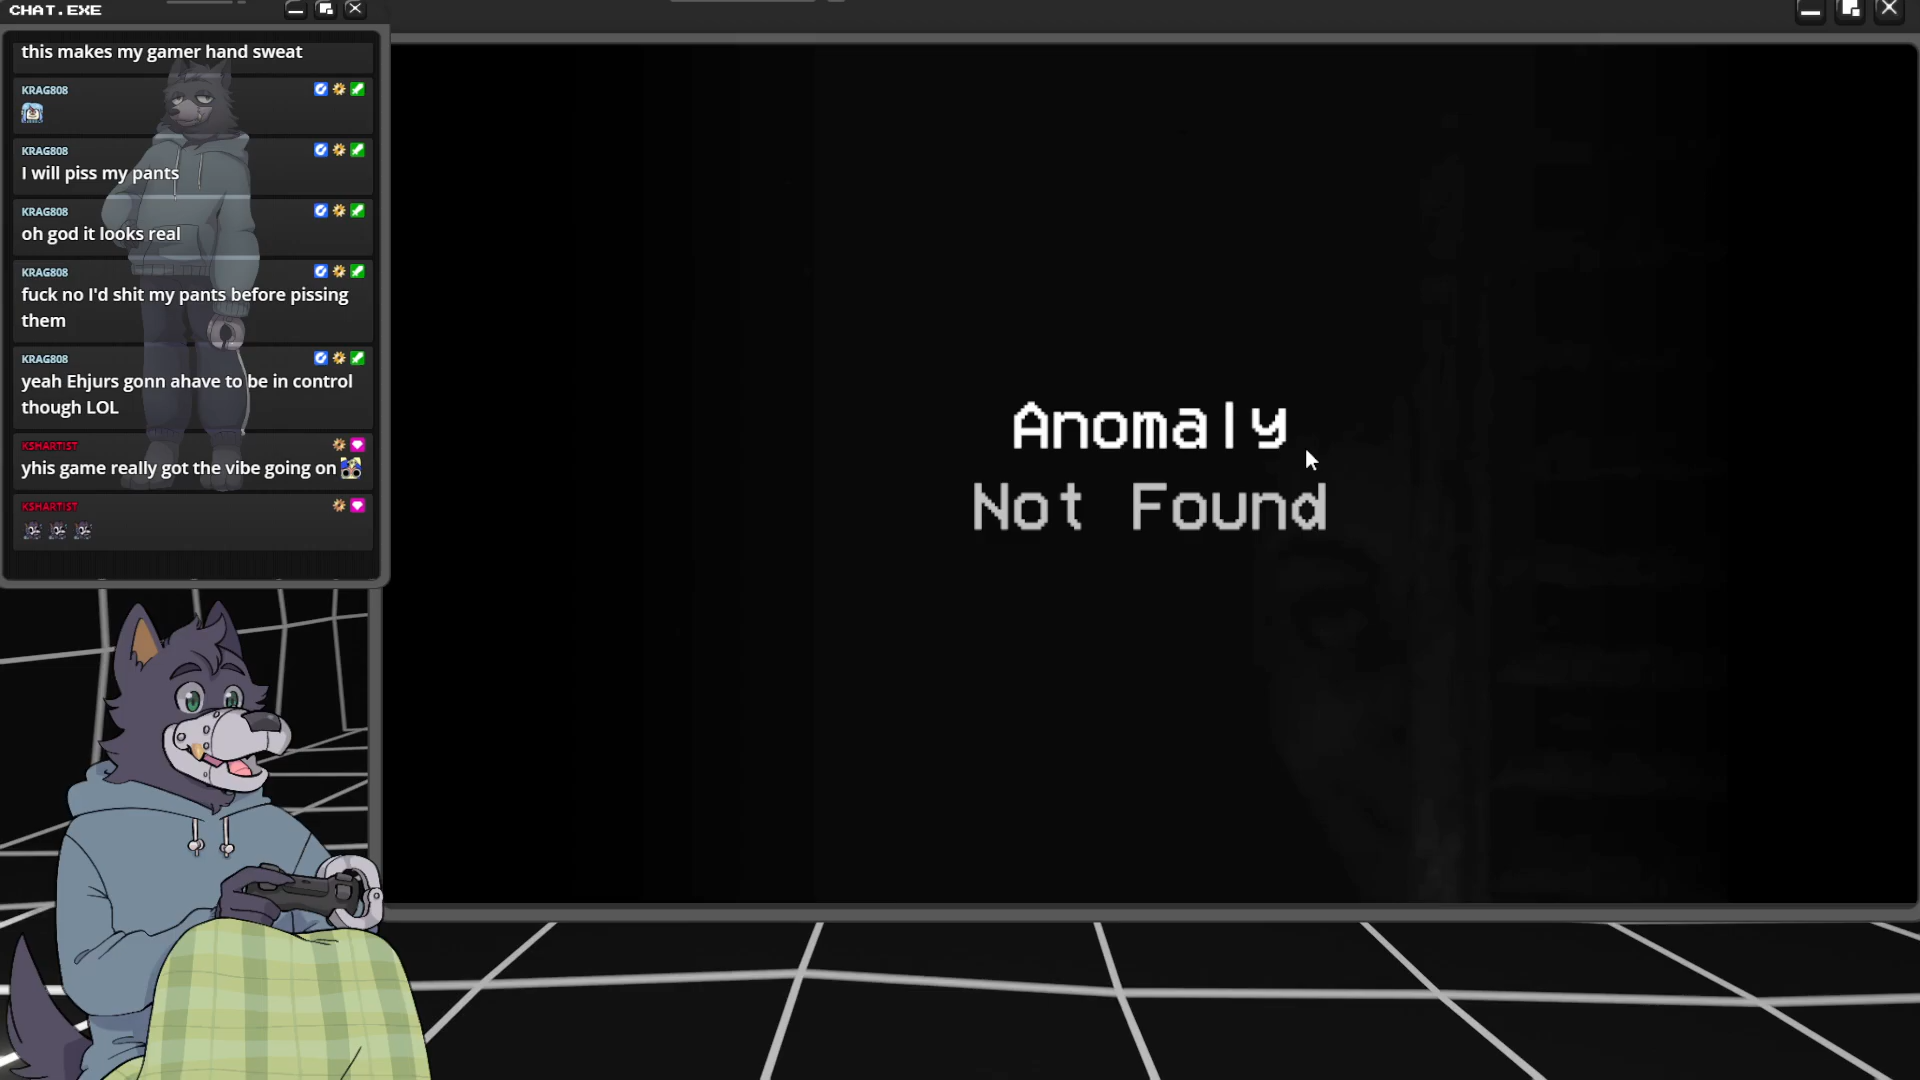 CHAT.EXE
this makes my gamer hand sweat
KRAG808
KRAG808
I will piss my pants
KRAG808
oh god it looks real
KRAG808
fuck no I'd shit my pants before pissing
them
KRAG808
yeah Ehjurs gonn ahave to be in control
though LOL
KSHARTIST
yhis game really got the vibe going on
KSHARTIST
Anomaly
Not Found